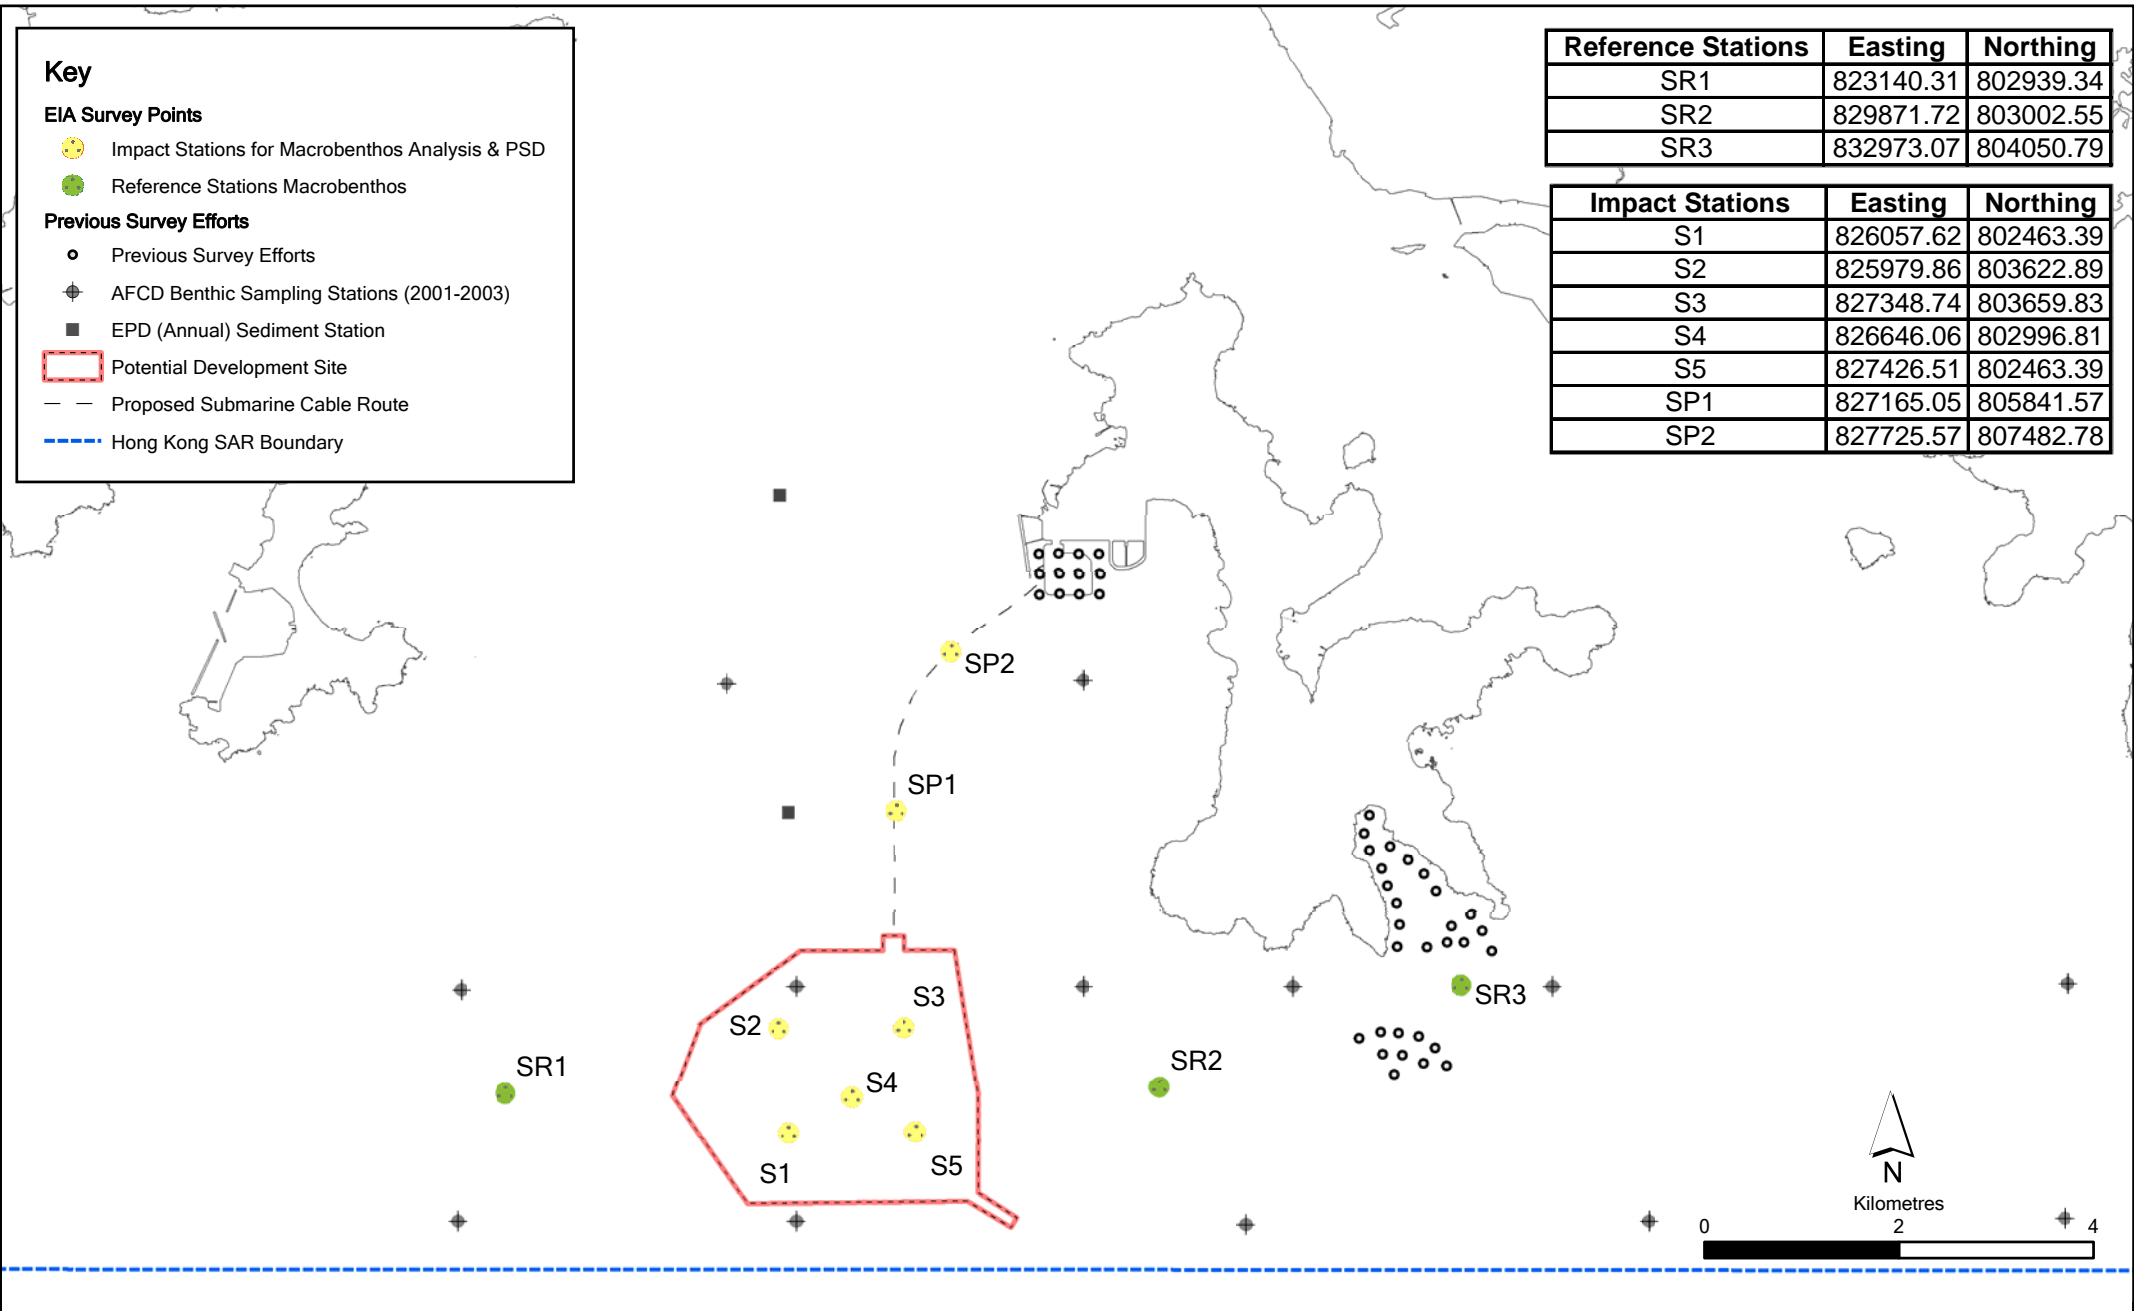 Key
EIA Survey Points
Impact Stations for Macrobenthos Analysis & PSD
Reference Stations Macrobenthos
Previous Survey Efforts
Previous Survey Efforts
AFCD Benthic Sampling Stations (2001-2003)
EPD (Annual) Sediment Station
Potential Development Site
Proposed Submarine Cable Route
Hong Kong SAR Boundary
Reference Stations Easting Northing
SR1 823140.31 802939.34
SR2 829871.72 803002.55
SR3 832973.07 804050.79
Impact Stations Easting Northing
S1 826057.62 802463.39
S2 825979.86 803622.89
S3 827348.74 803659.83
S4 826646.06 802996.81
S5 827426.51 802463.39
SP1 827165.05 805841.57
SP2 827725.57 807482.78
SP2
SP1
S3
SR3
S2
SR1
SR2
S4
S1
S5
N
Kilometres
0 2 4